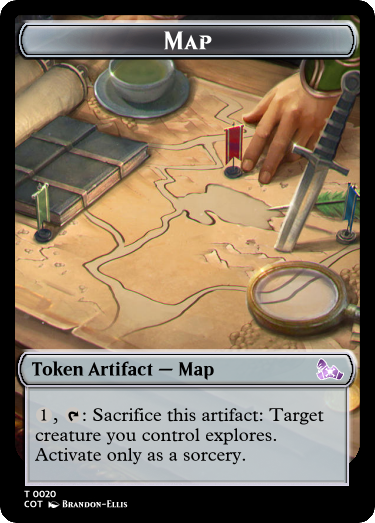 Map
Token Artifact — Map
1, : Sacrifice this artifact: Target
creature you control explores.
Activate only as a sorcery.
T 0020
COT Brandon-Ellis